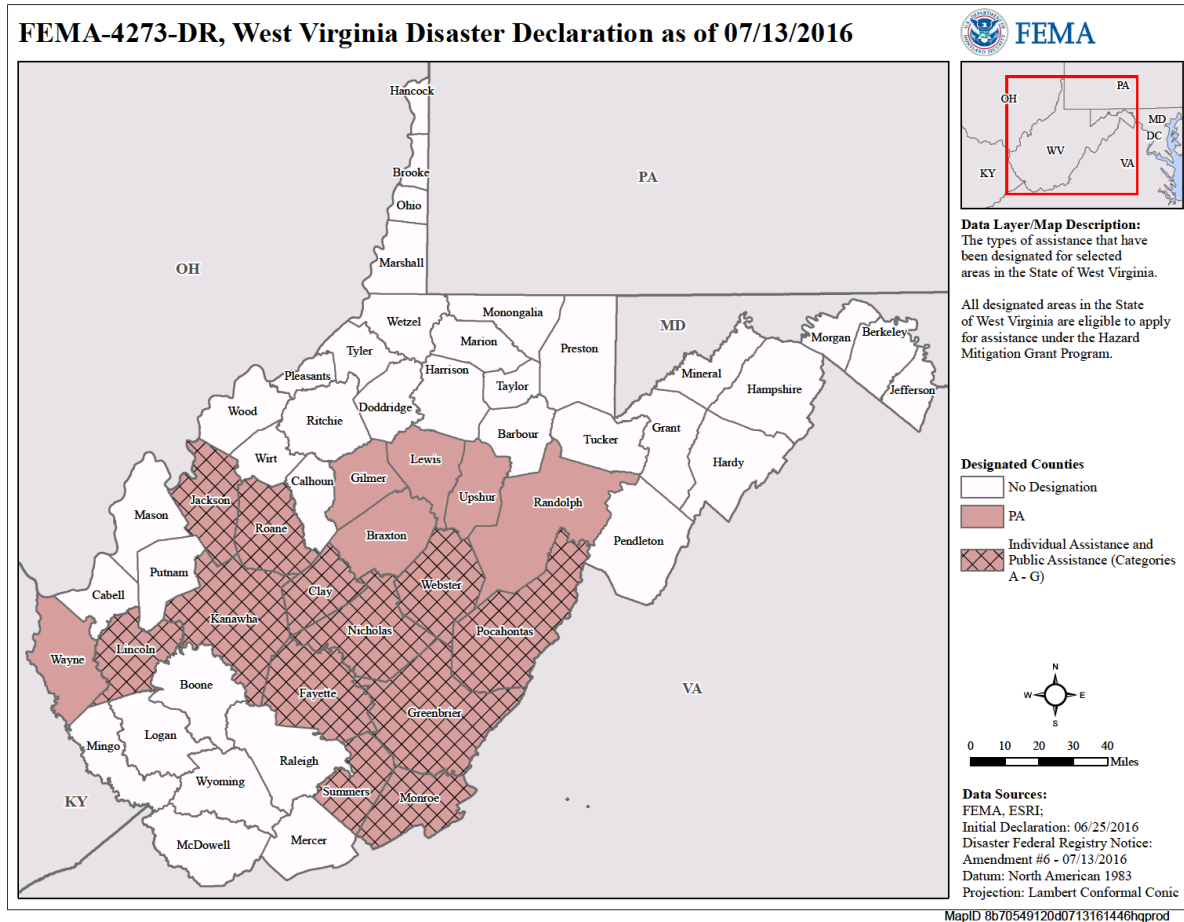 FEMA-4273-DR, West Virginia Disaster Declaration as of 07/13/2016
FEMA
Hancock
Brooke
Ohio
Marshall
PA
OH
Wetzel
Monongalia
Marion
Preston
MD
Tyler
Pleasants
Harrison
Taylor
Doddridge
Ritchie
Wood
Wirt
Barbour
Tucker
Mineral
Grant
Hampshire
Hardy
Morgan
Berkeley
Jefferson
Calhoun
Gilmer
Lewis
Upshur
Randolph
Braxton
Pendleton
Jackson
Roane
Mason
Putnam
Cabell
Clay
Webster
Kanawha
Nicholas
Pocahontas
Wayne
Lincoln
Boone
Fayette
Greenbrier
VA
Mingo
Logan
Raleigh
Wyoming
Summers
Monroe
KY
McDowell
Mercer
OH
PA
MD
DC
WV
VA
KY
Data Layer/Map Description:
The types of assistance that have
been designated for selected
areas in the State of West Virginia.
All designated areas in the State
of West Virginia are eligible to apply
for assistance under the Hazard
Mitigation Grant Program.
Designated Counties
No Designation
PA
Individual Assistance and
Public Assistance (Categories
A - G)
N
W
E
S
0 10 20 30 40
Miles
Data Sources:
FEMA, ESRI;
Initial Declaration: 06/25/2016
Disaster Federal Registry Notice:
Amendment #6 - 07/13/2016
Datum: North American 1983
Projection: Lambert Conformal Conic
MapID 8b70549120d0713161446hqprod